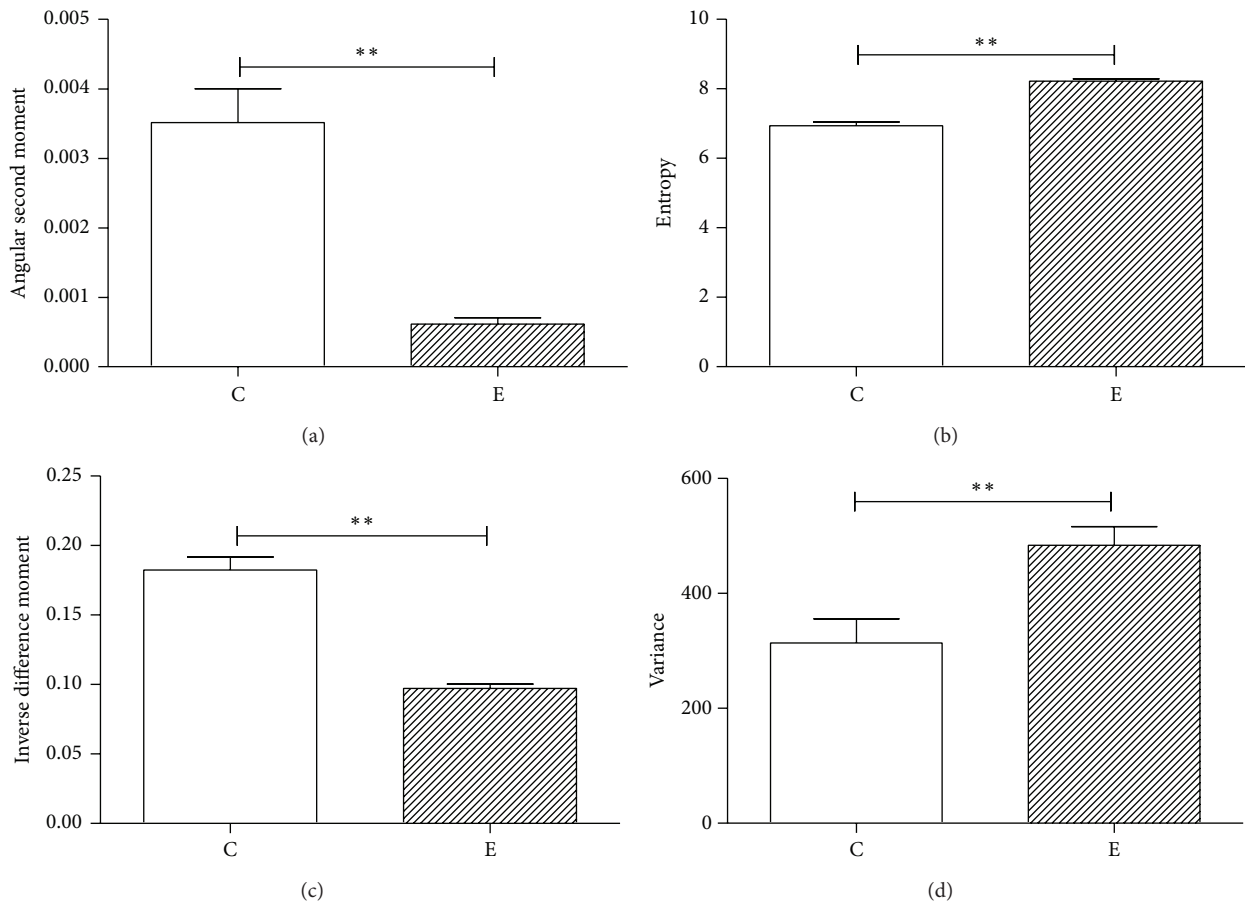 0.005
0.004
0.003
0.002
0.001
0.000
Angular second moment
**
C
E
(a)
10
8
6
4
2
0
Entropy
**
C
E
(b)
0.25
0.20
0.15
0.10
0.05
0.00
Inverse difference moment
**
C
E
(c)
600
400
200
0
Variance
**
C
E
(d)